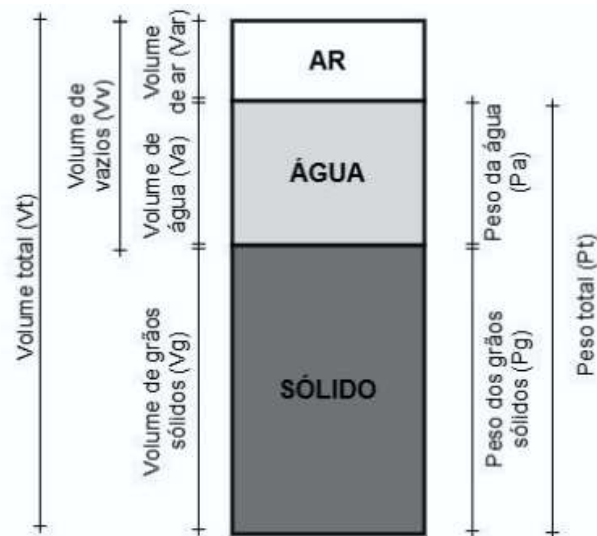 Volume total (Vt)
Volume de
vazios (Vv)
Volume
de ar (Var)
Volume de
água (Va)
Volume de grãos
sólidos (Vg)
AR
ÁGUA
SÓLIDO
Peso da água
(Pa)
Peso dos grãos
sólidos (Pg)
Peso total (Pt)